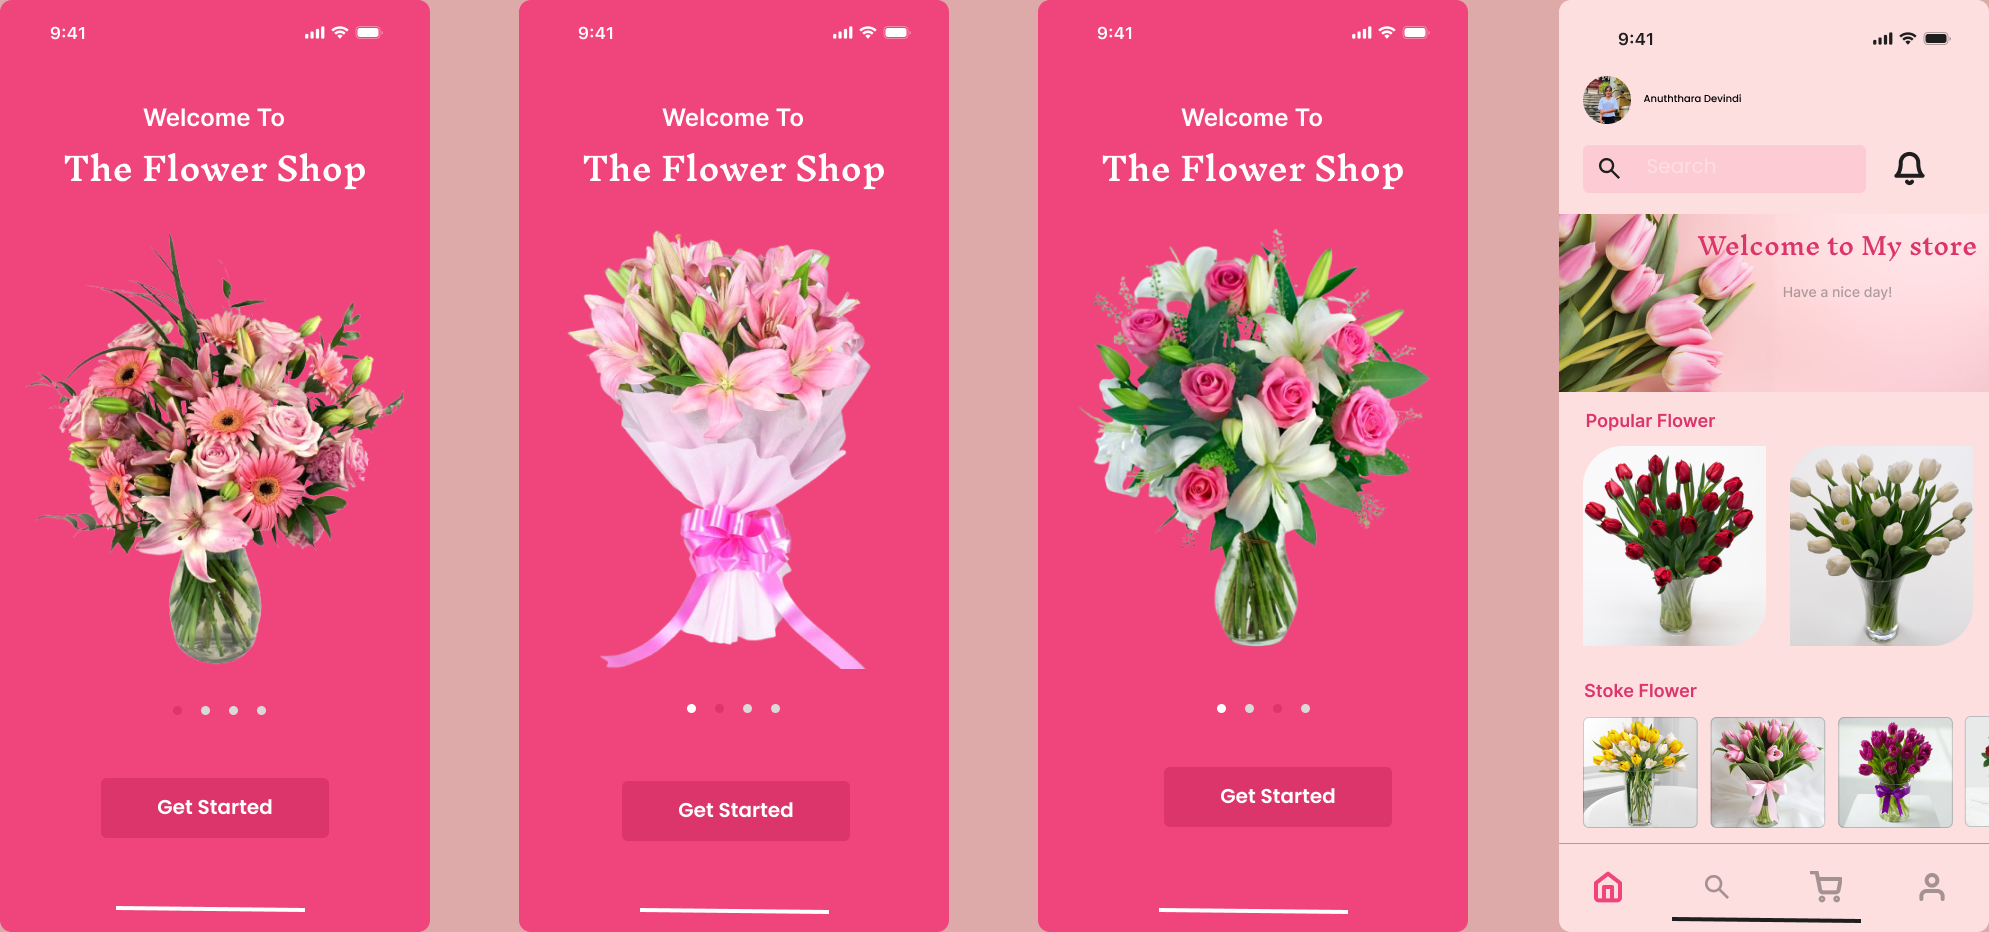 9:41
Welcome To
The Flower Shop
Get Started
9:41
Welcome To
The Flower Shop
Get Started
9:41
Welcome To
The Flower Shop
Get Started
9:41
Anuththara Devindi
Search
Welcome to My store
Have a nice day!
Popular Flower
Stoke Flower